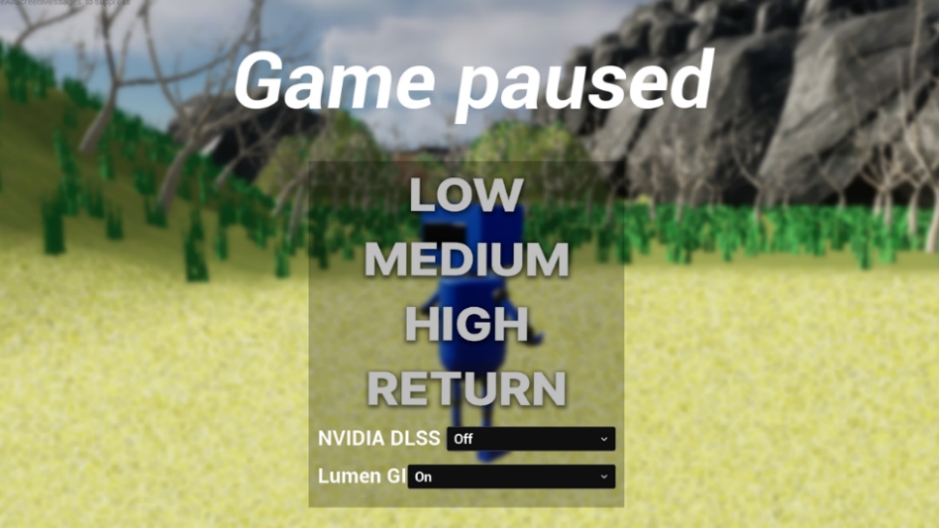 Game paused
LOW
MEDIUM
HIGH
RETURN
NVIDIA DLSS Off
Lumen GI On